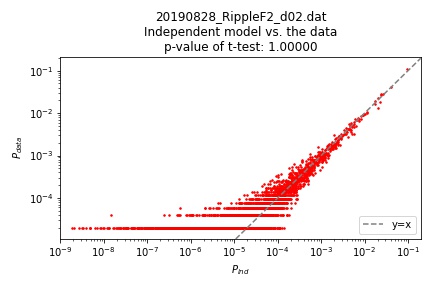 20190828_RippleF2_d02.dat
Independent model vs. the data
p-value of t-test: 1.00000
P_data
10^-1
10^-2
10^-3
10^-4
y=x
10^-9 10^-8 10^-7 10^-6 10^-5 10^-4 10^-3 10^-2 10^-1
P_ind